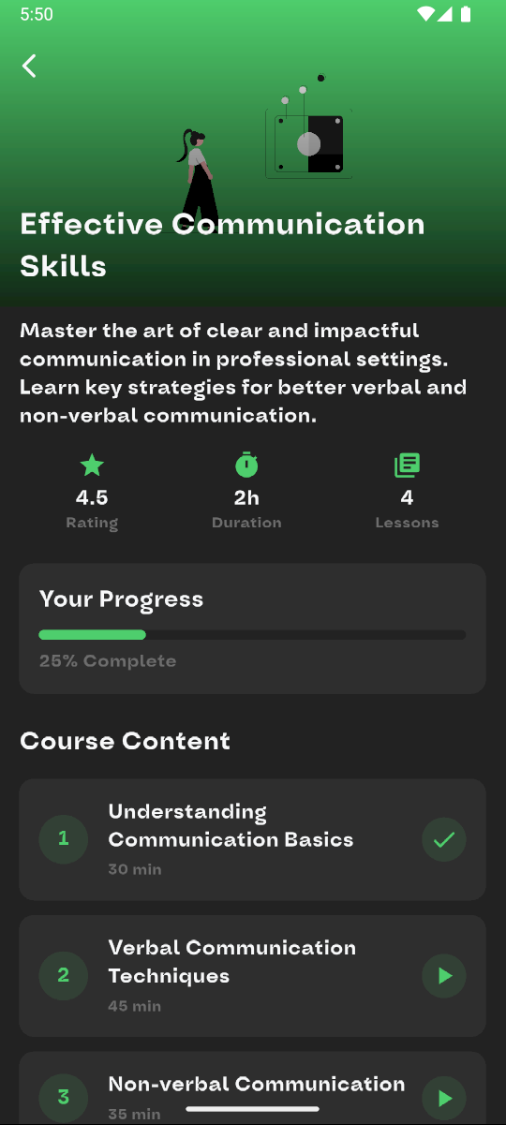 5:50
Effective Communication
Skills
Master the art of clear and impactful
communication in professional settings.
Learn key strategies for better verbal and
non-verbal communication.
4.5 2h 4
Rating Duration Lessons
Your Progress
25% Complete
Course Content
1
Understanding
Communication Basics
30 min
2
Verbal Communication
Techniques
45 min
3
Non-verbal Communication
35 min